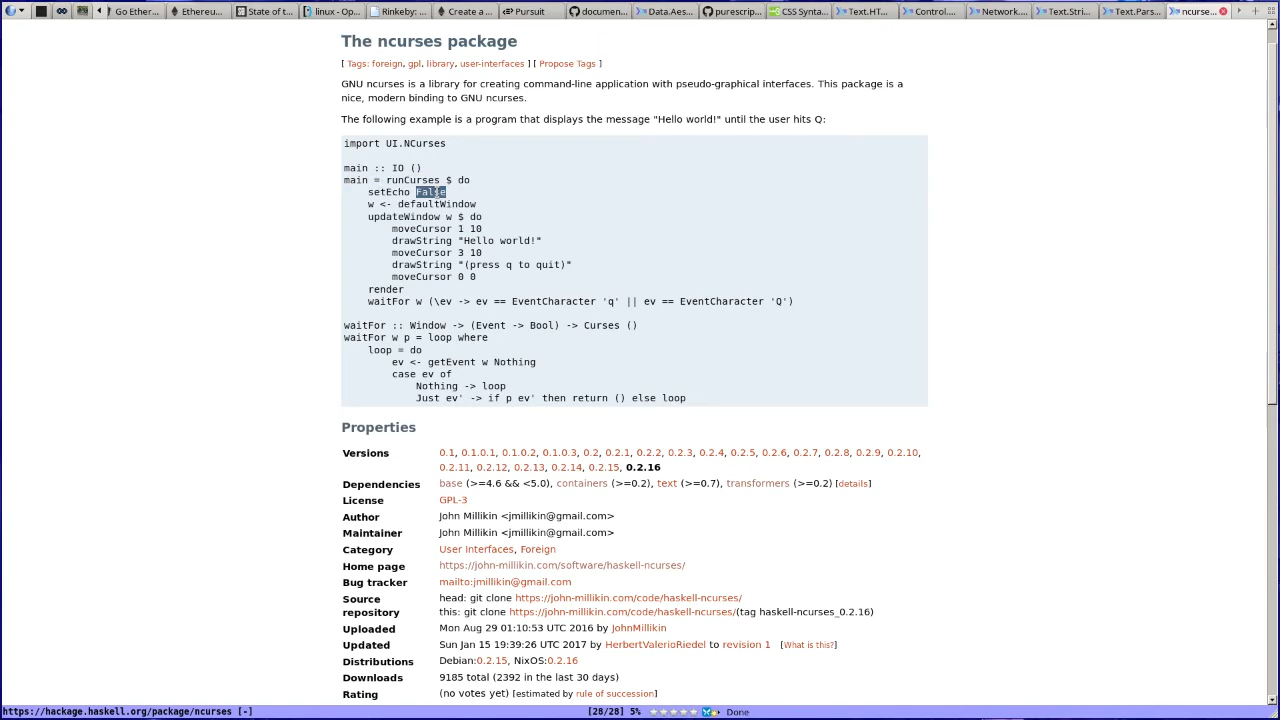 Go Ether...
Ethereu...
State of t...
linux - Op...
Rinkeby: ...
Create a ...
Pursuit
documen...
Data.Aes...
purescrip...
CSS Synta...
Text.HT...
Control....
Network....
Text.Stri...
Text.Pars...
ncurse...
The ncurses package
[ Tags: foreign, gpl, library, user-interfaces ] [ Propose Tags ]
GNU ncurses is a library for creating command-line application with pseudo-graphical interfaces. This package is a
nice, modern binding to GNU ncurses.
The following example is a program that displays the message "Hello world!" until the user hits Q:
import UI.NCurses
main :: IO ()
main = runCurses $ do
setEcho False
w <- defaultWindow
updateWindow w $ do
moveCursor 1 10
drawString "Hello world!"
moveCursor 3 10
drawString "(press q to quit)"
moveCursor 0 0
render
waitFor w (\ev -> ev == EventCharacter 'q' || ev == EventCharacter 'Q')
waitFor :: Window -> (Event -> Bool) -> Curses ()
waitFor w p = loop where
loop = do
ev <- getEvent w Nothing
case ev of
Nothing -> loop
Just ev' -> if p ev' then return () else loop
Properties
Versions 0.1, 0.1.0.1, 0.1.0.2, 0.1.0.3, 0.2, 0.2.1, 0.2.2, 0.2.3, 0.2.4, 0.2.5, 0.2.6, 0.2.7, 0.2.8, 0.2.9, 0.2.10,
0.2.11, 0.2.12, 0.2.13, 0.2.14, 0.2.15, 0.2.16
Dependencies base (>=4.6 && <5.0), containers (>=0.2), text (>=0.7), transformers (>=0.2) [details]
License GPL-3
Author John Millikin <jmillikin@gmail.com>
Maintainer John Millikin <jmillikin@gmail.com>
Category User Interfaces, Foreign
Home page https://john-millikin.com/software/haskell-ncurses/
Bug tracker mailto:jmillikin@gmail.com
Source head: git clone https://john-millikin.com/code/haskell-ncurses/
repository this: git clone https://john-millikin.com/code/haskell-ncurses/(tag haskell-ncurses_0.2.16)
Uploaded Mon Aug 29 01:10:53 UTC 2016 by JohnMillikin
Updated Sun Jan 15 19:39:26 UTC 2017 by HerbertValerioRiedel to revision 1 [What is this?]
Distributions Debian:0.2.15, NixOS:0.2.16
Downloads 9185 total (2392 in the last 30 days)
Rating (no votes yet) [estimated by rule of succession]
https://hackage.haskell.org/package/ncurses [-] [28/28] 5% Done